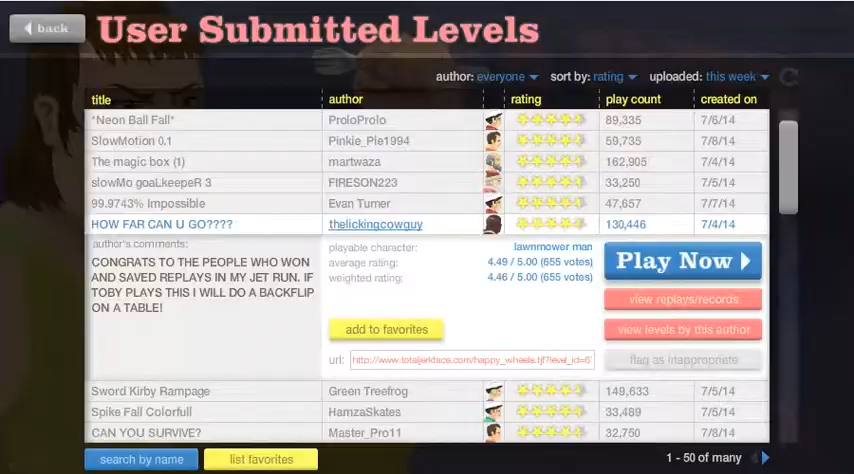 back
User Submitted Levels
author: everyone sort by: rating uploaded: this week
title author rating play count created on
*Neon Ball Fall* ProloProlo 89,335 7/6/14
SlowMotion 0.1 Pinkie_Pie1994 59,735 7/8/14
The magic box (1) martwaza 162,905 7/4/14
slowMo goaLkeepeR 3 FIRESON223 33,250 7/5/14
99.9743% Impossible Evan Turner 47,657 7/7/14
HOW FAR CAN U GO???? thelickingcowguy 130,446 7/4/14
author's comments:
CONGRATS TO THE PEOPLE WHO WON
AND SAVED REPLAYS IN MY JET RUN. IF
TOBY PLAYS THIS I WILL DO A BACKFLIP
ON A TABLE!
playable character: lawnmower man
average rating: 4.49 / 5.00 (655 votes)
weighted rating: 4.46 / 5.00 (655 votes)
add to favorites
url: http://www.totaljerkface.com/happy_wheels.tjf?level_id=6
Play Now
view replays/records
view levels by this author
flag as inappropriate
Sword Kirby Rampage Green Treefrog 149,633 7/5/14
Spike Fall Colorfull HamzaSkates 33,489 7/5/14
CAN YOU SURVIVE? Master_Pro11 32,750 7/8/14
search by name list favorites 1 - 50 of many